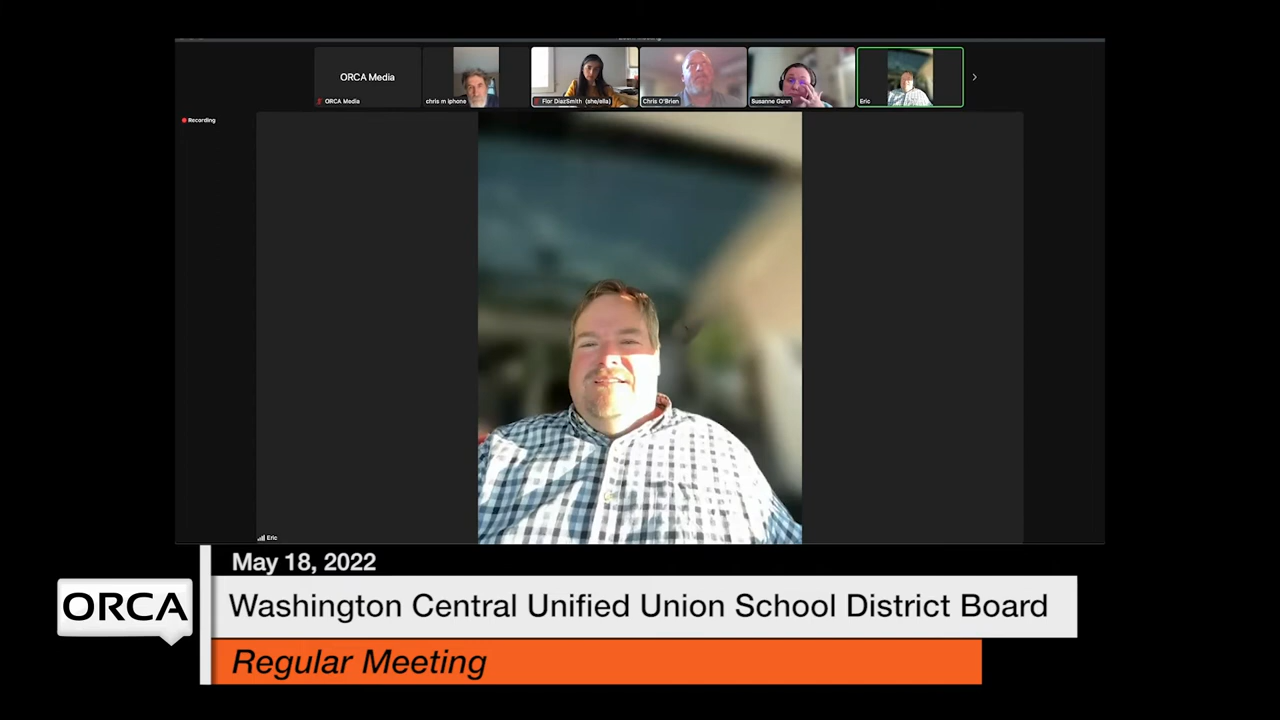 ORCA Media
ORCA Media
chris m iphone
Flor DiazSmith (she/ella)
Chris O'Brien
Susanne Gann
Eric
Recording
Eric
May 18, 2022
ORCA
Washington Central Unified Union School District Board
Regular Meeting